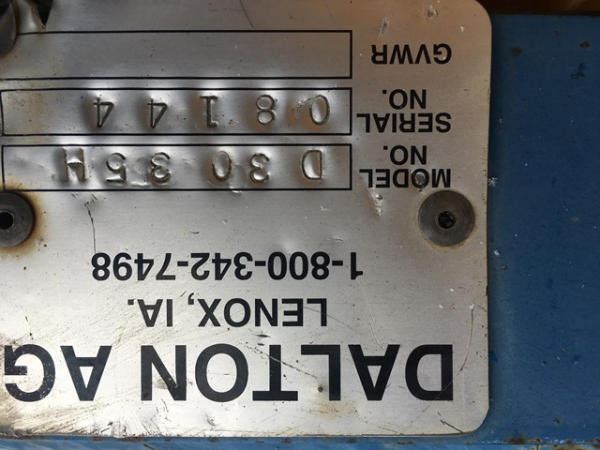 DALTON AG
LENOX, IA.
1-800-342-7498
MODEL NO. D3035H
SERIAL NO. 08144
GVWR